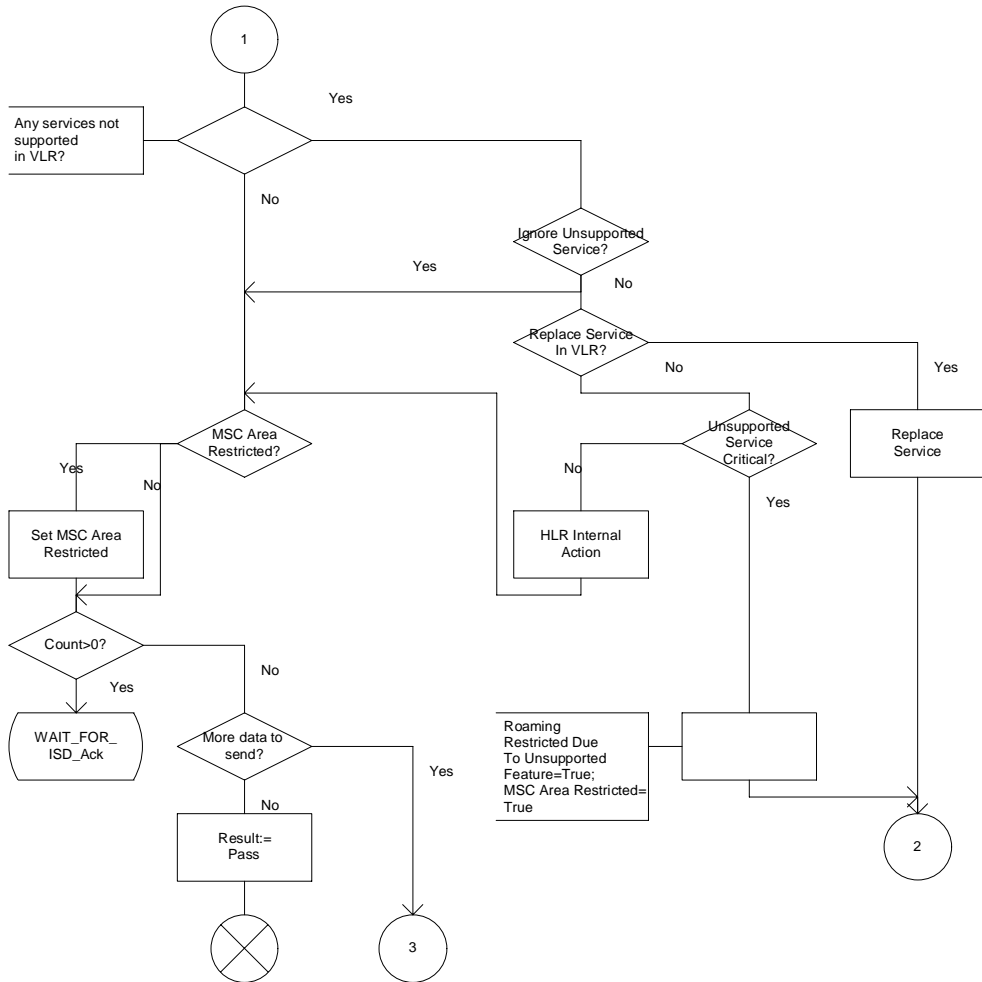 1
Yes
Any services not
supported
in VLR?
No
Ignore Unsupported
Service?
Yes
No
Replace Service
In VLR?
No
Yes
MSC Area
Restricted?
Unsupported
Service
Critical?
Replace
Service
Yes
No
No
Yes
Set MSC Area
Restricted
HLR Internal
Action
Count>0?
No
Yes
WAIT_FOR_
ISD_Ack
More data to
send?
Yes
Roaming
Restricted Due
To Unsupported
Feature=True;
MSC Area Restricted=
True
No
Result:=
Pass
2
3